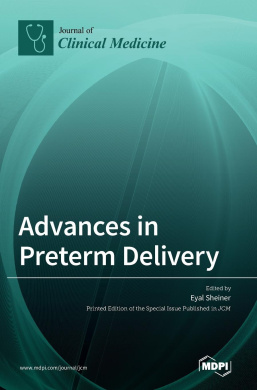 Journal of
Clinical Medicine
Advances in
Preterm Delivery
Edited by
Eyal Sheiner
Printed Edition of the Special Issue Published in JCM
www.mdpi.com/journal/jcm
MDPI